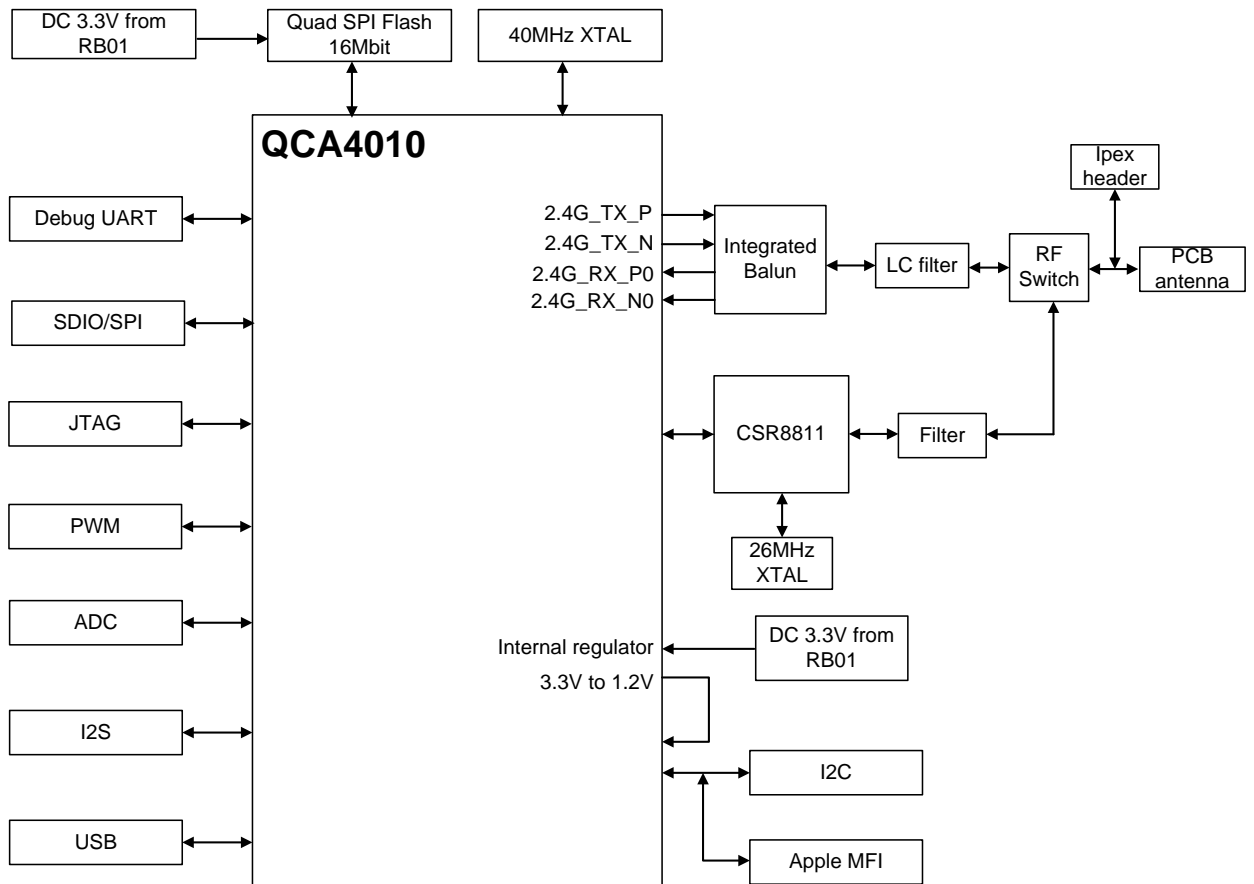 DC 3.3V from
RB01
Quad SPI Flash
16Mbit
40MHz XTAL
QCA4010
Debug UART
SDIO/SPI
JTAG
PWM
ADC
I2S
USB
2.4G_TX_P
2.4G_TX_N
2.4G_RX_P0
2.4G_RX_N0
Integrated
Balun
LC filter
RF
Switch
Ipex
header
PCB
antenna
CSR8811
Filter
26MHz
XTAL
Internal regulator
3.3V to 1.2V
DC 3.3V from
RB01
I2C
Apple MFI